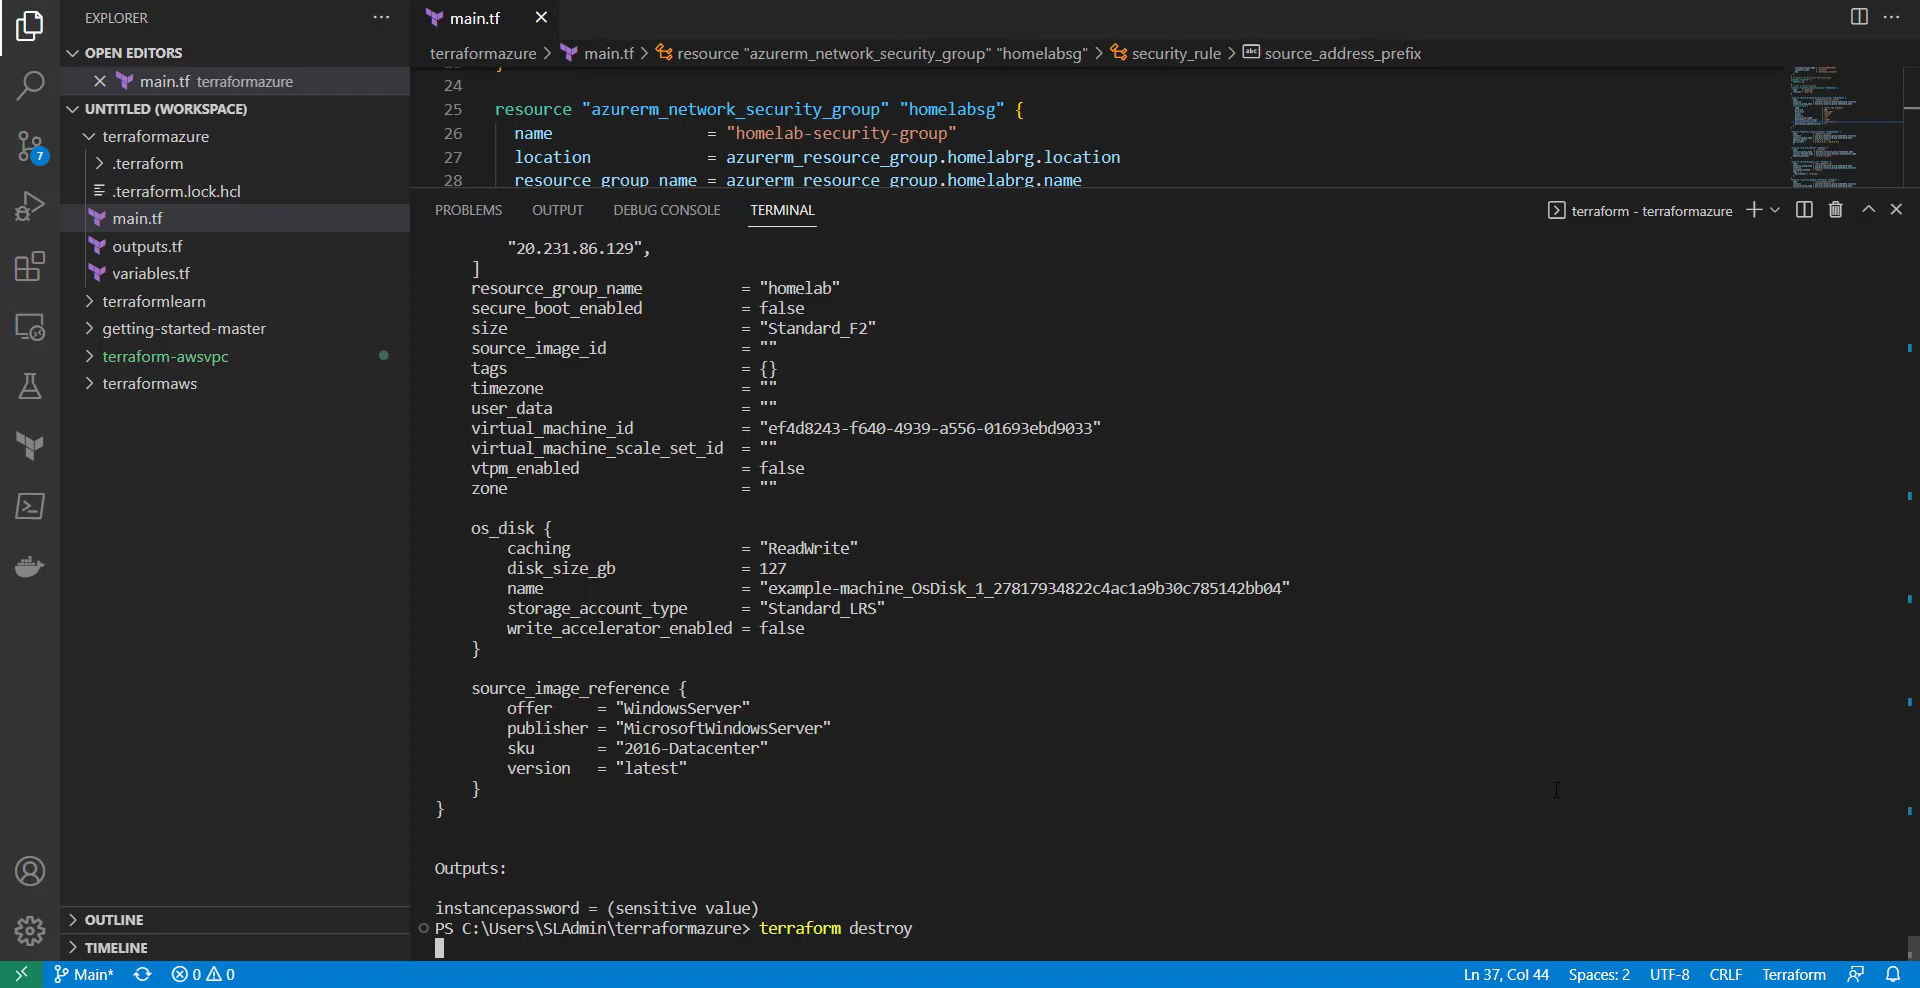 EXPLORER
OPEN EDITORS
main.tf terraformazure
UNTITLED (WORKSPACE)
terraformazure
.terraform
.terraform.lock.hcl
main.tf
outputs.tf
variables.tf
terraformlearn
getting-started-master
terraform-awsvpc
terraformaws
OUTLINE
TIMELINE
7
main.tf
terraformazure > main.tf > resource "azurerm_network_security_group" "homelabsg" > security_rule > source_address_prefix
24
25 resource "azurerm_network_security_group" "homelabsg" {
26 name = "homelab-security-group"
27 location = azurerm_resource_group.homelabrg.location
28 resource_group_name = azurerm_resource_group.homelabrg.name
PROBLEMS OUTPUT DEBUG CONSOLE TERMINAL terraform - terraformazure
"20.231.86.129",
]
resource_group_name = "homelab"
secure_boot_enabled = false
size = "Standard_F2"
source_image_id = ""
tags = {}
timezone = ""
user_data = ""
virtual_machine_id = "ef4d8243-f640-4939-a556-01693ebd9033"
virtual_machine_scale_set_id = ""
vtpm_enabled = false
zone = ""
os_disk {
caching = "ReadWrite"
disk_size_gb = 127
name = "example-machine_OsDisk_1_27817934822c4ac1a9b30c785142bb04"
storage_account_type = "Standard_LRS"
write_accelerator_enabled = false
}
source_image_reference {
offer = "WindowsServer"
publisher = "MicrosoftWindowsServer"
sku = "2016-Datacenter"
version = "latest"
}
}
Outputs:
instancepassword = (sensitive value)
PS C:\Users\SLAdmin\terraformazure> terraform destroy
Main* 0 0 Ln 37, Col 44 Spaces: 2 UTF-8 CRLF Terraform